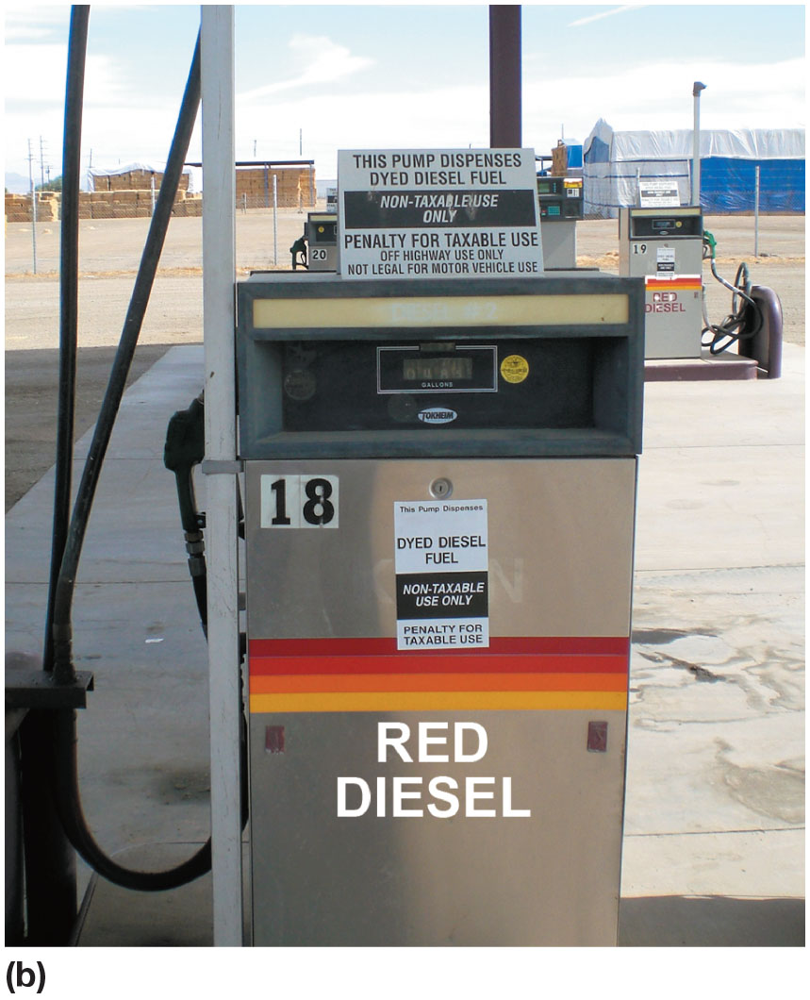 THIS PUMP DISPENSES
DYED DIESEL FUEL
NON-TAXABLE USE
ONLY
PENALTY FOR TAXABLE USE
OFF HIGHWAY USE ONLY
NOT LEGAL FOR MOTOR VEHICLE USE
20
19
RED
DIESEL
GALLONS
TOKHEIM
18
This Pump Dispenses
DYED DIESEL
FUEL
NON-TAXABLE
USE ONLY
PENALTY FOR
TAXABLE USE
RED
DIESEL
(b)